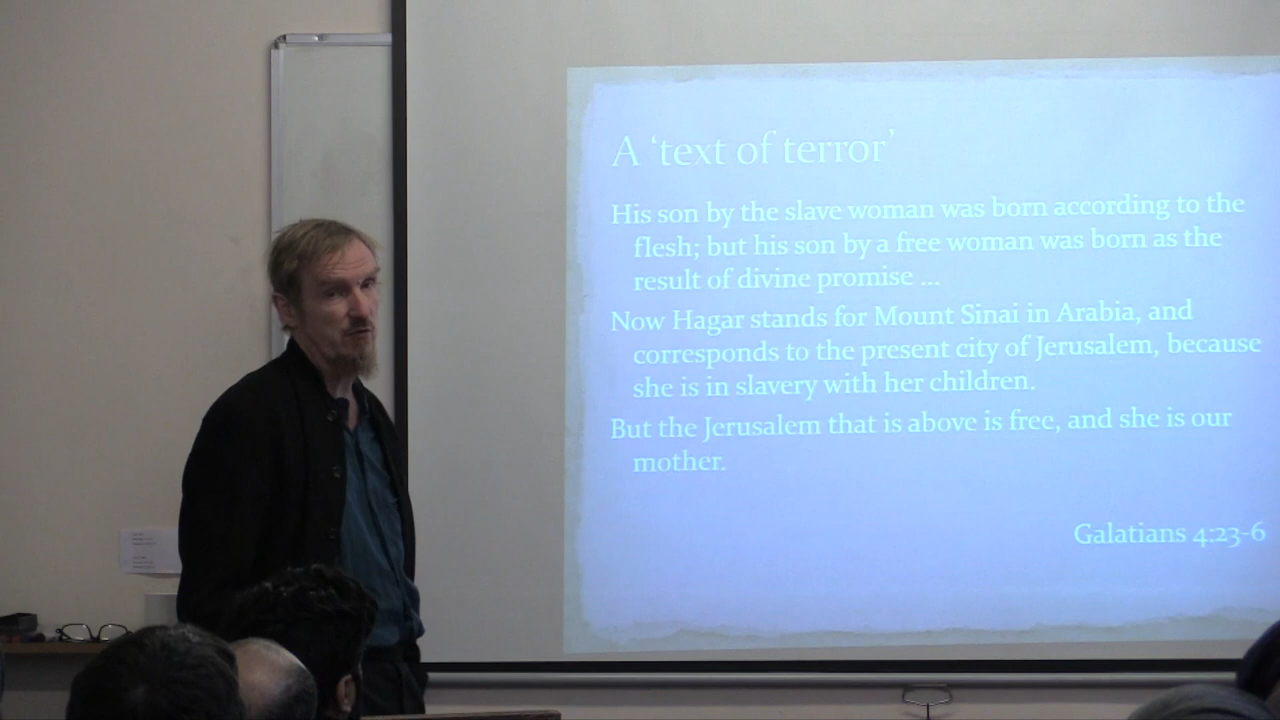 A ‘text of terror’
His son by the slave woman was born according to the
flesh; but his son by a free woman was born as the
result of divine promise ...
Now Hagar stands for Mount Sinai in Arabia, and
corresponds to the present city of Jerusalem, because
she is in slavery with her children.
But the Jerusalem that is above is free, and she is our
mother.
Galatians 4:23-6